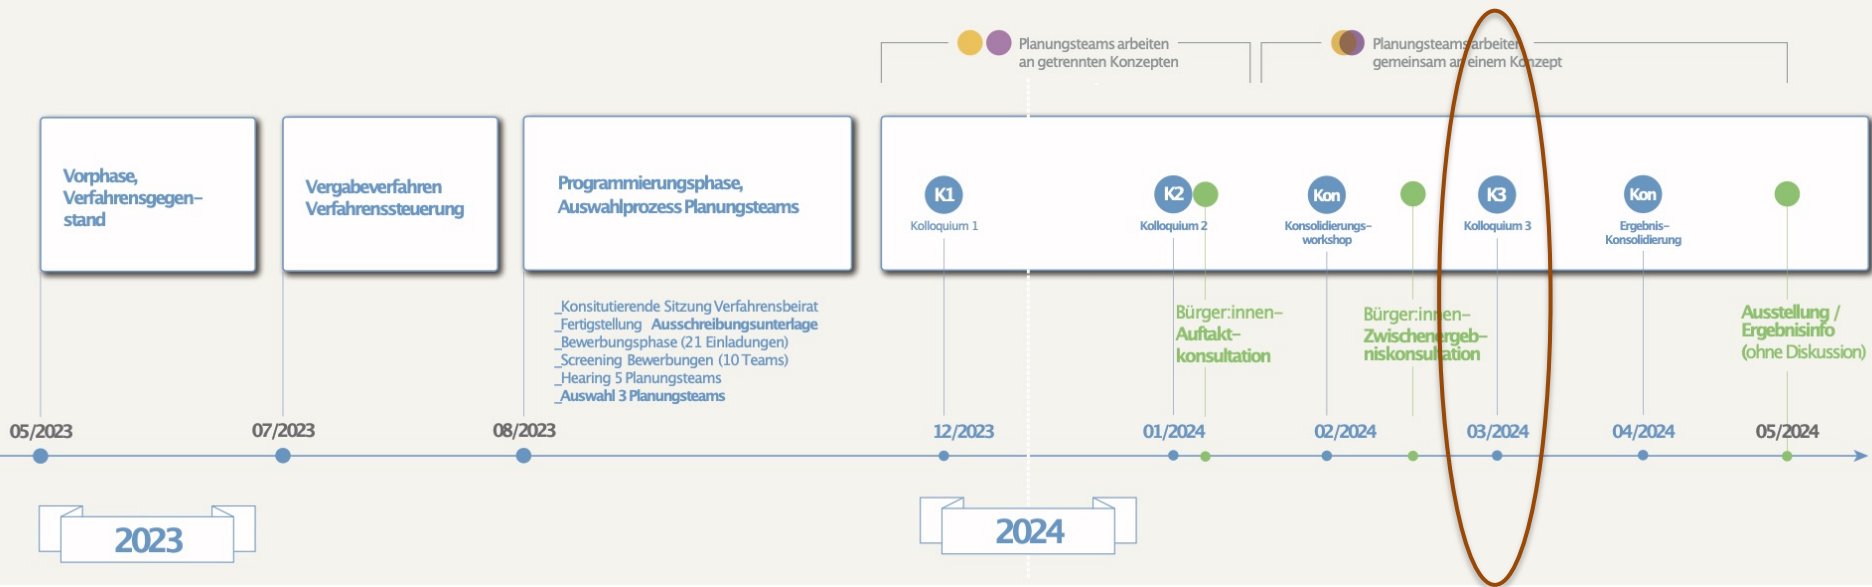 Planungsteams arbeiten
an getrennten Konzepten
Planungsteams arbeiten
gemeinsam an einem Konzept
Vorphase,
Verfahrensgegen–
stand
Vergabeverfahren
Verfahrenssteuerung
Programmierungsphase,
Auswahlprozess Planungsteams
K1
Kolloquium 1
K2
Kolloquium 2
Kon
Konsolidierungs–
workshop
K3
Kolloquium 3
Kon
Ergebnis–
Konsolidierung
_Konsitutierende Sitzung Verfahrensbeirat
_Fertigstellung Ausschreibungsunterlage
_Bewerbungsphase (21 Einladungen)
_Screening Bewerbungen (10 Teams)
_Hearing 5 Planungsteams
_Auswahl 3 Planungsteams
Bürger:innen–
Auftakt–
konsultation
Bürger:innen–
Zwischenergeb–
niskonsultation
Ausstellung /
Ergebnisinfo
(ohne Diskussion)
05/2023
07/2023
08/2023
12/2023
01/2024
02/2024
03/2024
04/2024
05/2024
2023
2024